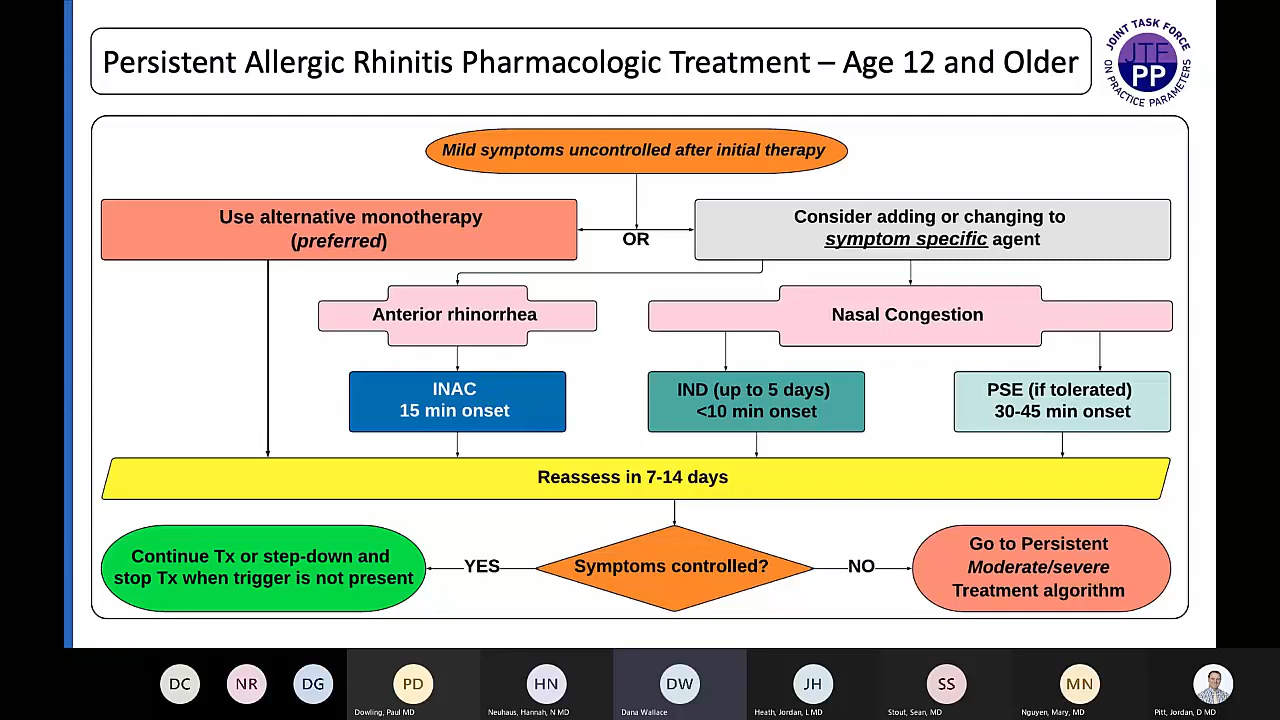 Persistent Allergic Rhinitis Pharmacologic Treatment – Age 12 and Older
JOINT TASK FORCE
JTF
PP
ON PRACTICE PARAMETERS
Mild symptoms uncontrolled after initial therapy
Use alternative monotherapy
(preferred)
OR
Consider adding or changing to
symptom specific agent
Anterior rhinorrhea
Nasal Congestion
INAC
15 min onset
IND (up to 5 days)
<10 min onset
PSE (if tolerated)
30-45 min onset
Reassess in 7-14 days
Continue Tx or step-down and
stop Tx when trigger is not present
YES
Symptoms controlled?
NO
Go to Persistent
Moderate/severe
Treatment algorithm
DC
NR
DG
PD
HN
DW
JH
SS
MN
Dowling, Paul MD
Neuhaus, Hannah, N MD
Dana Wallace
Heath, Jordan, L MD
Stout, Sean, MD
Nguyen, Mary, MD
Pitt, Jordan, D MD